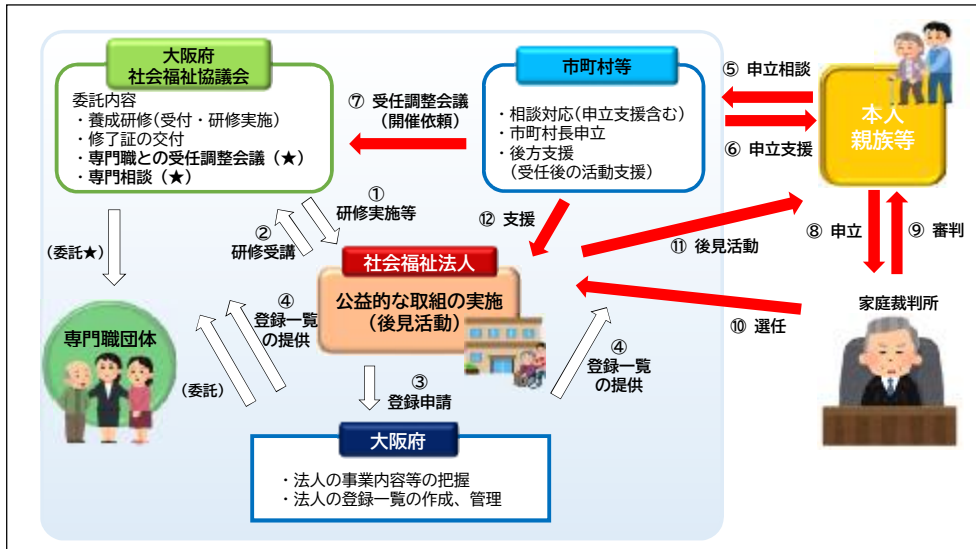 大阪府
社会福祉協議会
委託内容
・養成研修（受付・研修実施）
・修了証の交付
・専門職との受任調整会議（★）
・専門相談（★）
⑦ 受任調整会議
（開催依頼）
市町村等
・相談対応（申立支援含む）
・市町村長申立
・後方支援
（受任後の活動支援）
⑤ 申立相談
⑥ 申立支援
本人
親族等
①
研修実施等
②
研修受講
⑫ 支援
⑪ 後見活動
⑧ 申立
⑨ 審判
（委託★）
社会福祉法人
公益的な取組の実施
（後見活動）
家庭裁判所
⑩ 選任
専門職団体
④
登録一覧
の提供
④
登録一覧
の提供
（委託）
③
登録申請
大阪府
・法人の事業内容等の把握
・法人の登録一覧の作成、管理